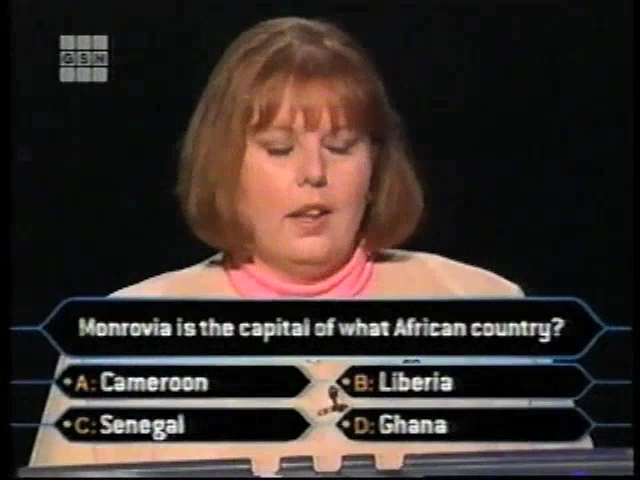 GSN
Monrovia is the capital of what African country?
A: Cameroon
B: Liberia
C: Senegal
D: Ghana